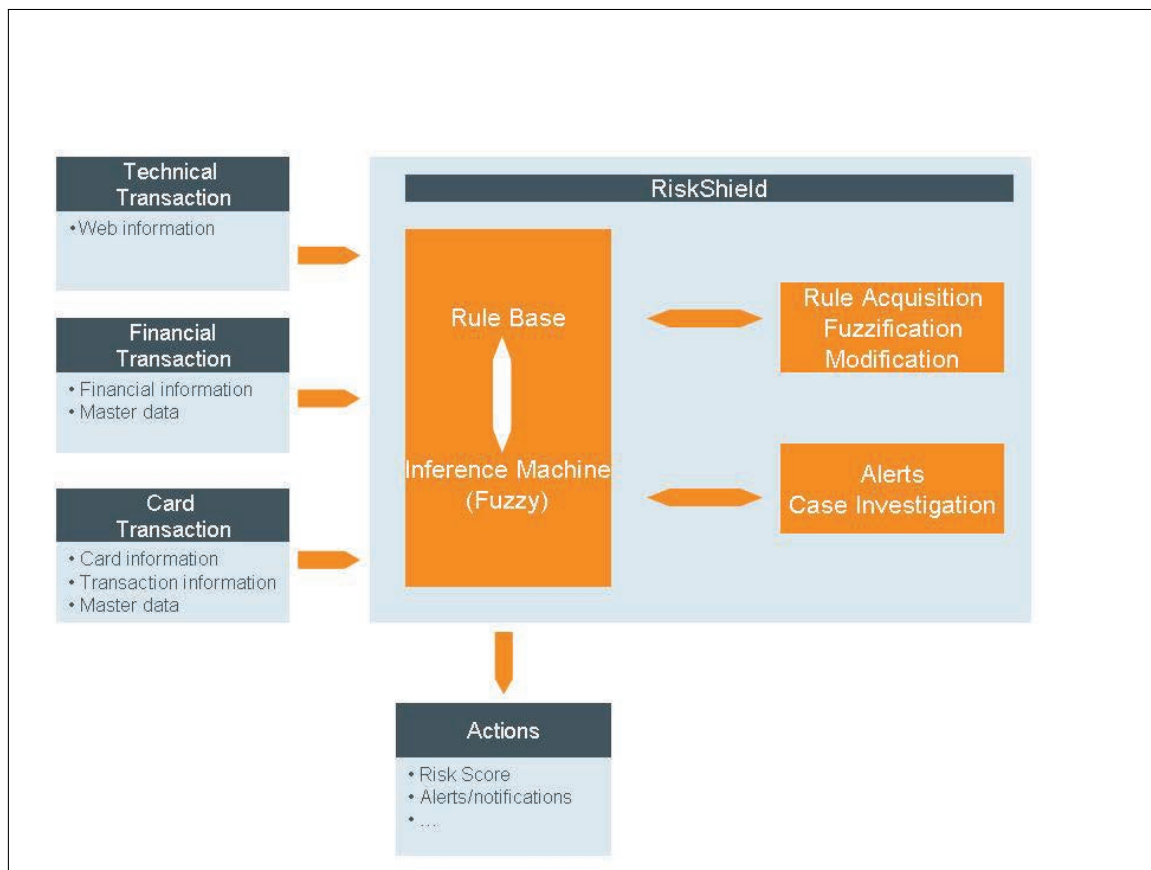 Technical
Transaction
•Web information
Financial
Transaction
• Financial information
• Master data
Card
Transaction
• Card information
• Transaction information
• Master data
RiskShield
Rule Base
Inference Machine
(Fuzzy)
Rule Acquisition
Fuzzification
Modification
Alerts
Case Investigation
Actions
• Risk Score
• Alerts/notifications
• ...